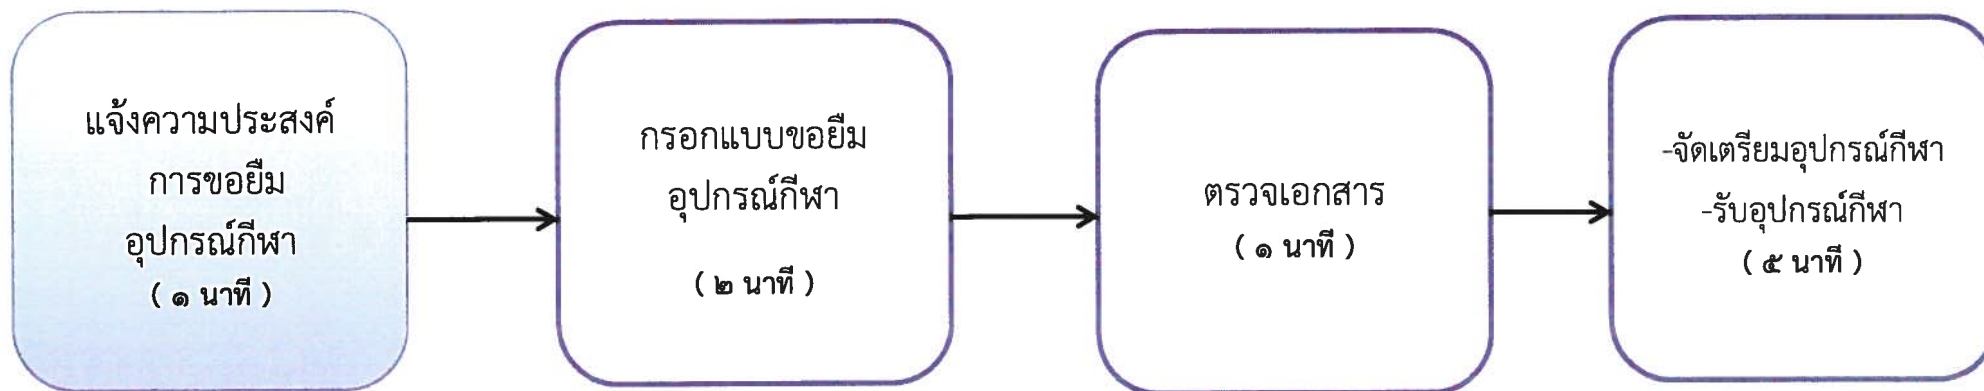 แจ้งความประสงค์
การขอยืม
อุปกรณ์กีฬา
( ๑ นาที )
กรอกแบบขอยืม
อุปกรณ์กีฬา
( ๒ นาที )
ตรวจเอกสาร
( ๑ นาที )
-จัดเตรียมอุปกรณ์กีฬา
-รับอุปกรณ์กีฬา
( ๕ นาที )